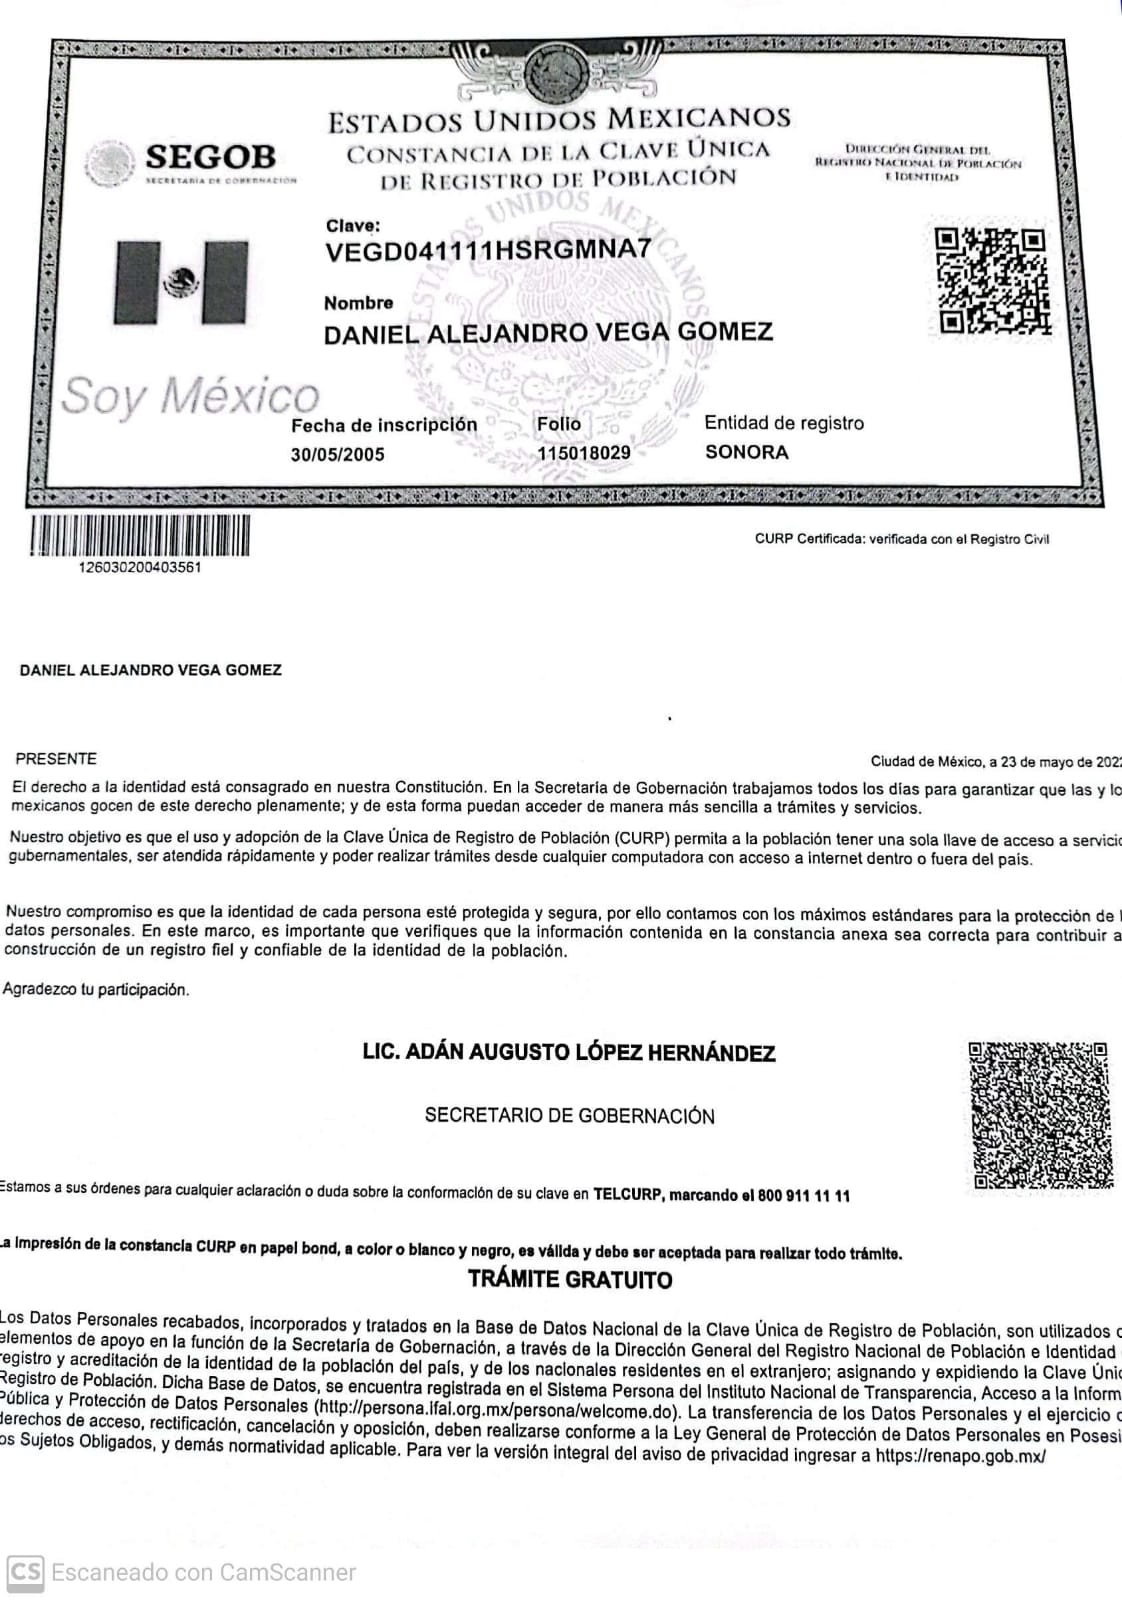 ESTADOS UNIDOS MEXICANOS
CONSTANCIA DE LA CLAVE ÚNICA
DE REGISTRO DE POBLACIÓN
SEGOB
SECRETARÍA DE GOBERNACIÓN
DIRECCIÓN GENERAL DEL
REGISTRO NACIONAL DE POBLACIÓN
E IDENTIDAD
Clave:
VEGD041111HSRGMNA7
Nombre
DANIEL ALEJANDRO VEGA GOMEZ
ESTADOS UNIDOS MEXICANOS
Soy México
Fecha de inscripción
Folio
Entidad de registro
30/05/2005
115018029
SONORA
126030200403561
CURP Certificada: verificada con el Registro Civil
DANIEL ALEJANDRO VEGA GOMEZ
PRESENTE
Ciudad de México, a 23 de mayo de 202
El derecho a la identidad está consagrado en nuestra Constitución. En la Secretaría de Gobernación trabajamos todos los días para garantizar que las y lo
mexicanos gocen de este derecho plenamente; y de esta forma puedan acceder de manera más sencilla a trámites y servicios.
Nuestro objetivo es que el uso y adopción de la Clave Única de Registro de Población (CURP) permita a la población tener una sola llave de acceso a servicio
gubernamentales, ser atendida rápidamente y poder realizar trámites desde cualquier computadora con acceso a internet dentro o fuera del país.
Nuestro compromiso es que la identidad de cada persona esté protegida y segura, por ello contamos con los máximos estándares para la protección de l
datos personales. En este marco, es importante que verifiques que la información contenida en la constancia anexa sea correcta para contribuir a
construcción de un registro fiel y confiable de la identidad de la población.
Agradezco tu participación.
LIC. ADÁN AUGUSTO LÓPEZ HERNÁNDEZ
SECRETARIO DE GOBERNACIÓN
Estamos a sus órdenes para cualquier aclaración o duda sobre la conformación de su clave en TELCURP, marcando el 800 911 11 11
La impresión de la constancia CURP en papel bond, a color o blanco y negro, es válida y debe ser aceptada para realizar todo trámite.
TRÁMITE GRATUITO
Los Datos Personales recabados, incorporados y tratados en la Base de Datos Nacional de la Clave Única de Registro de Población, son utilizados c
elementos de apoyo en la función de la Secretaría de Gobernación, a través de la Dirección General del Registro Nacional de Población e Identidad
registro y acreditación de la identidad de la población del país, y de los nacionales residentes en el extranjero; asignando y expidiendo la Clave Únic
Registro de Población. Dicha Base de Datos, se encuentra registrada en el Sistema Persona del Instituto Nacional de Transparencia, Acceso a la Inform
Pública y Protección de Datos Personales (http://persona.ifai.org.mx/persona/welcome.do). La transferencia de los Datos Personales y el ejercicio d
derechos de acceso, rectificación, cancelación y oposición, deben realizarse conforme a la Ley General de Protección de Datos Personales en Posesi
os Sujetos Obligados, y demás normatividad aplicable. Para ver la versión integral del aviso de privacidad ingresar a https://renapo.gob.mx/
CS Escaneado con CamScanner